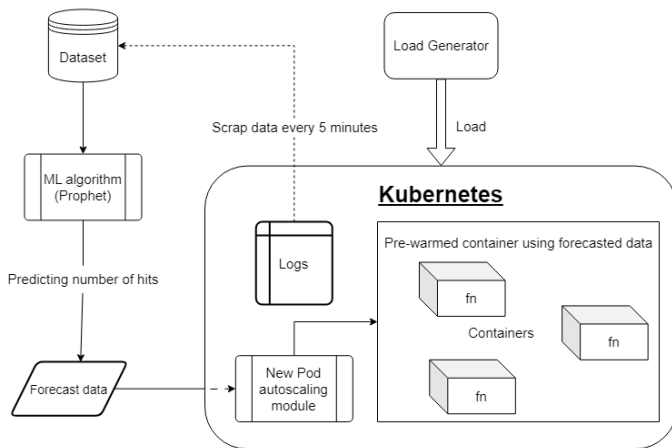 Dataset
Load Generator
Scrap data every 5 minutes
Load
ML algorithm
(Prophet)
Kubernetes
Logs
Pre-warmed container using forecasted data
fn
Containers
fn
fn
Predicting number of hits
Forecast data
New Pod
autoscaling
module